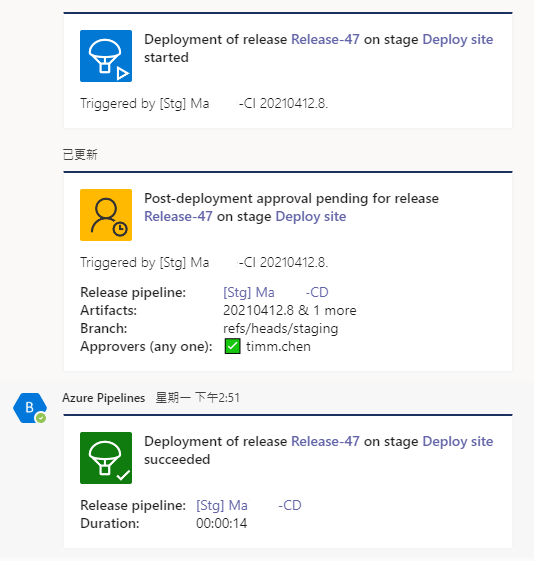 Deployment of release Release-47 on stage Deploy site
started
Triggered by [Stg] Ma -CI 20210412.8.
已更新
Post-deployment approval pending for release
Release-47 on stage Deploy site
Triggered by [Stg] Ma -CI 20210412.8.
Release pipeline: [Stg] Ma -CD
Artifacts: 20210412.8 & 1 more
Branch: refs/heads/staging
Approvers (any one): ✅ timm.chen
B
Azure Pipelines 星期一 下午2:51
Deployment of release Release-47 on stage Deploy site
succeeded
Release pipeline: [Stg] Ma -CD
Duration: 00:00:14